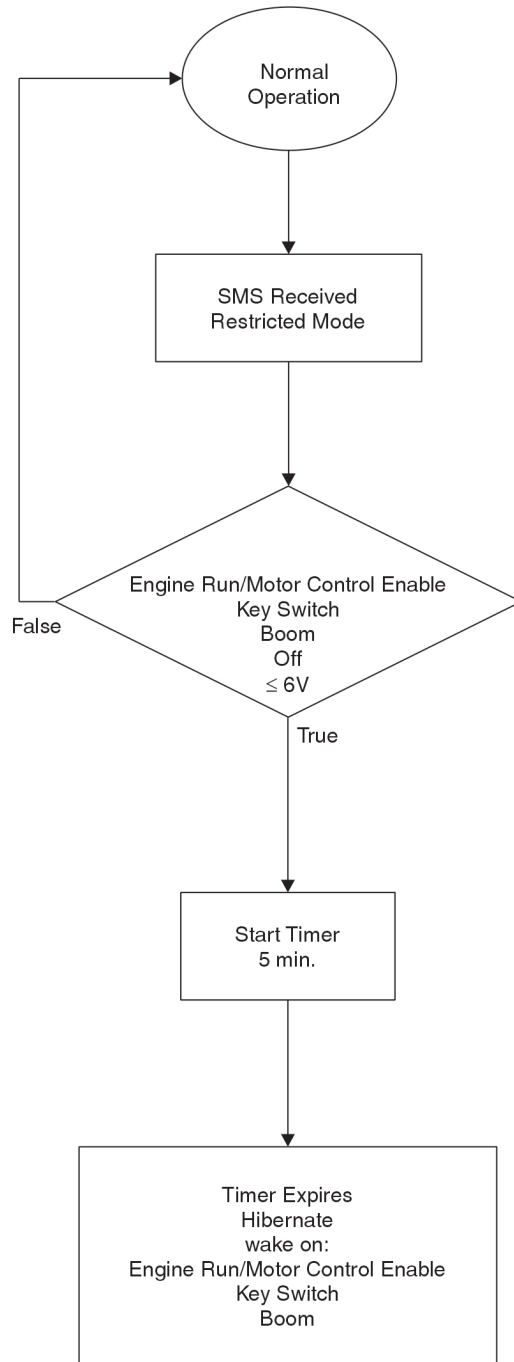 Normal
Operation
SMS Received
Restricted Mode
Engine Run/Motor Control Enable
Key Switch
Boom
Off
≤ 6V
False
True
Start Timer
5 min.
Timer Expires
Hibernate
wake on:
Engine Run/Motor Control Enable
Key Switch
Boom